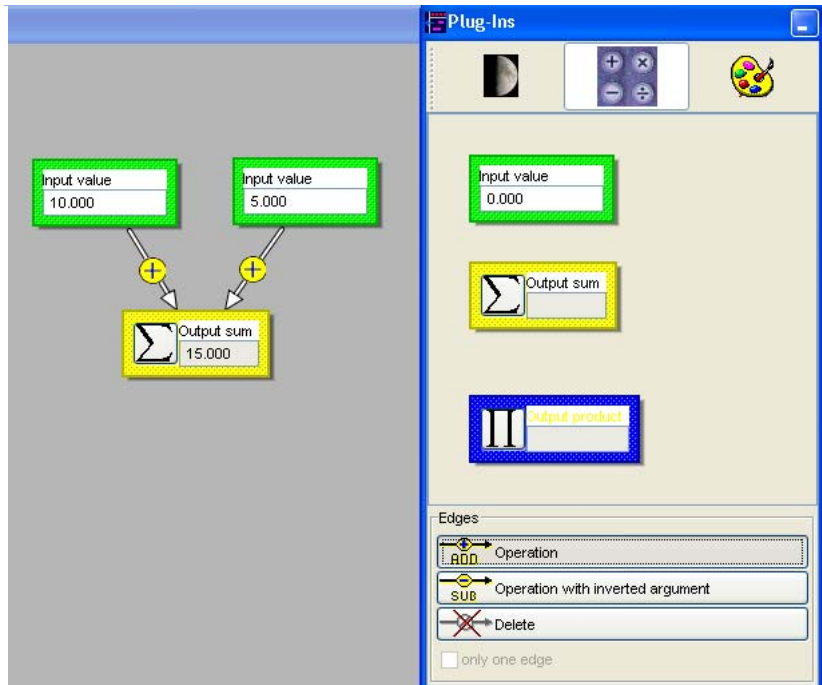 Plug-Ins
Input value
10.000
Input value
5.000
Output sum
15.000
Input value
0.000
Output sum
Output product
Edges
ADD Operation
SUB Operation with inverted argument
Delete
only one edge